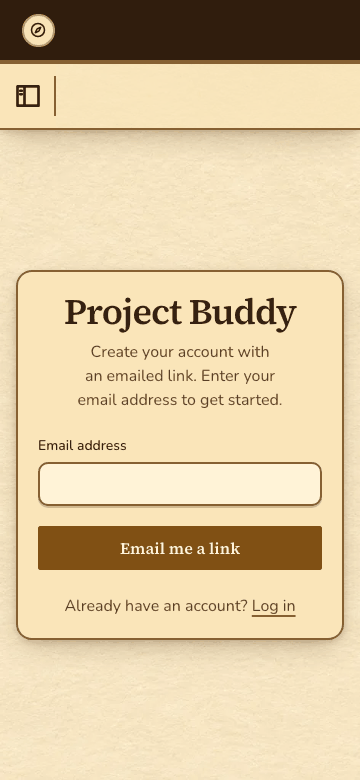 Project Buddy
Create your account with
an emailed link. Enter your
email address to get started.
Email address
Email me a link
Already have an account? Log in